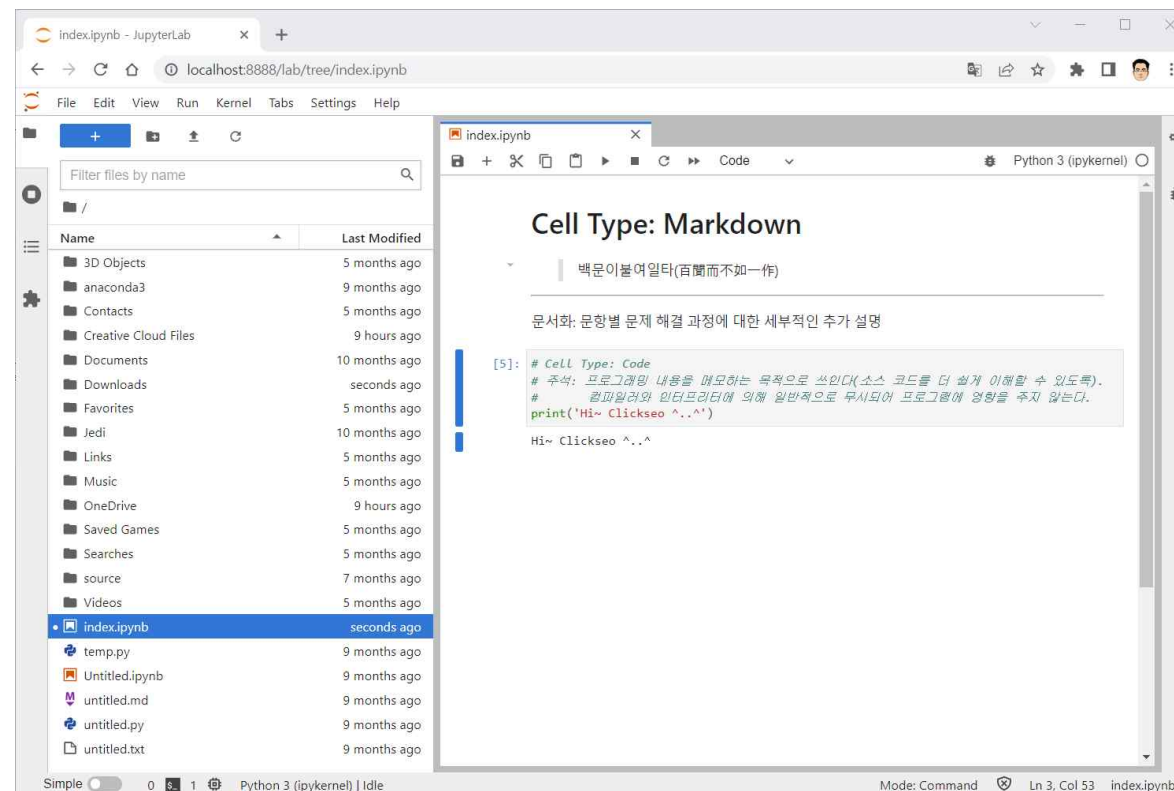 index.ipynb - JupyterLab
localhost:8888/lab/tree/index.ipynb
File Edit View Run Kernel Tabs Settings Help
index.ipynb
Code
Python 3 (ipykernel)
Filter files by name
/
Name Last Modified
3D Objects 5 months ago
anaconda3 9 months ago
Contacts 5 months ago
Creative Cloud Files 9 hours ago
Documents 10 months ago
Downloads seconds ago
Favorites 5 months ago
Jedi 10 months ago
Links 5 months ago
Music 5 months ago
OneDrive 9 hours ago
Saved Games 5 months ago
Searches 5 months ago
source 7 months ago
Videos 5 months ago
index.ipynb seconds ago
temp.py 9 months ago
Untitled.ipynb 9 months ago
untitled.md 9 months ago
untitled.py 9 months ago
untitled.txt 9 months ago
Cell Type: Markdown
백문이불여일타(百聞而不如一作)
문서화: 문항별 문제 해결 과정에 대한 세부적인 추가 설명
[5]: # Cell Type: Code
# 주석: 프로그래밍 내용을 메모하는 목적으로 쓰인다(소스 코드를 더 쉽게 이해할 수 있도록).
# 컴파일러와 인터프리터에 의해 일반적으로 무시되어 프로그램에 영향을 주지 않는다.
print('Hi~ Clickseo ^..^')
Hi~ Clickseo ^..^
Simple 0 1 Python 3 (ipykernel) | Idle
Mode: Command Ln 3, Col 53 index.ipynb